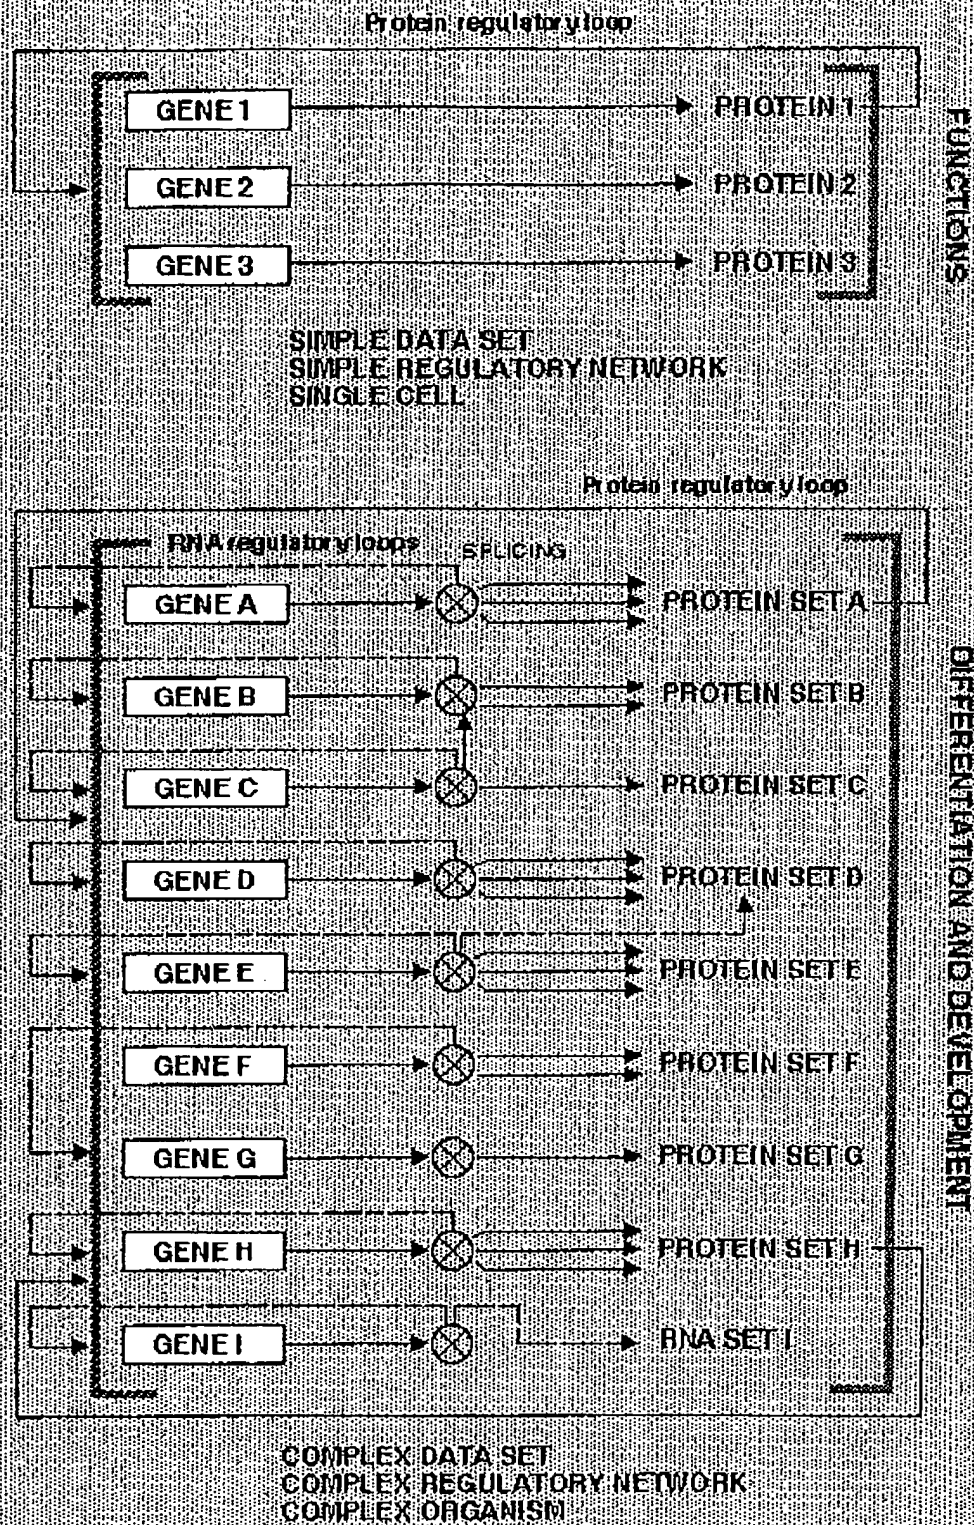 Protein regulatory loop
GENE 1
PROTEIN 1
GENE 2
PROTEIN 2
GENE 3
PROTEIN 3
FUNCTIONS
SIMPLE DATA SET
SIMPLE REGULATORY NETWORK
SINGLE CELL
Protein regulatory loop
RNA regulatory loops
SPLICING
GENE A
PROTEIN SET A
GENE B
PROTEIN SET B
GENE C
PROTEIN SET C
GENE D
PROTEIN SET D
GENE E
PROTEIN SET E
GENE F
PROTEIN SET F
GENE G
PROTEIN SET G
GENE H
PROTEIN SET H
GENE I
RNA SET I
DIFFERENTIATION AND DEVELOPMENT
COMPLEX DATA SET
COMPLEX REGULATORY NETWORK
COMPLEX ORGANISM